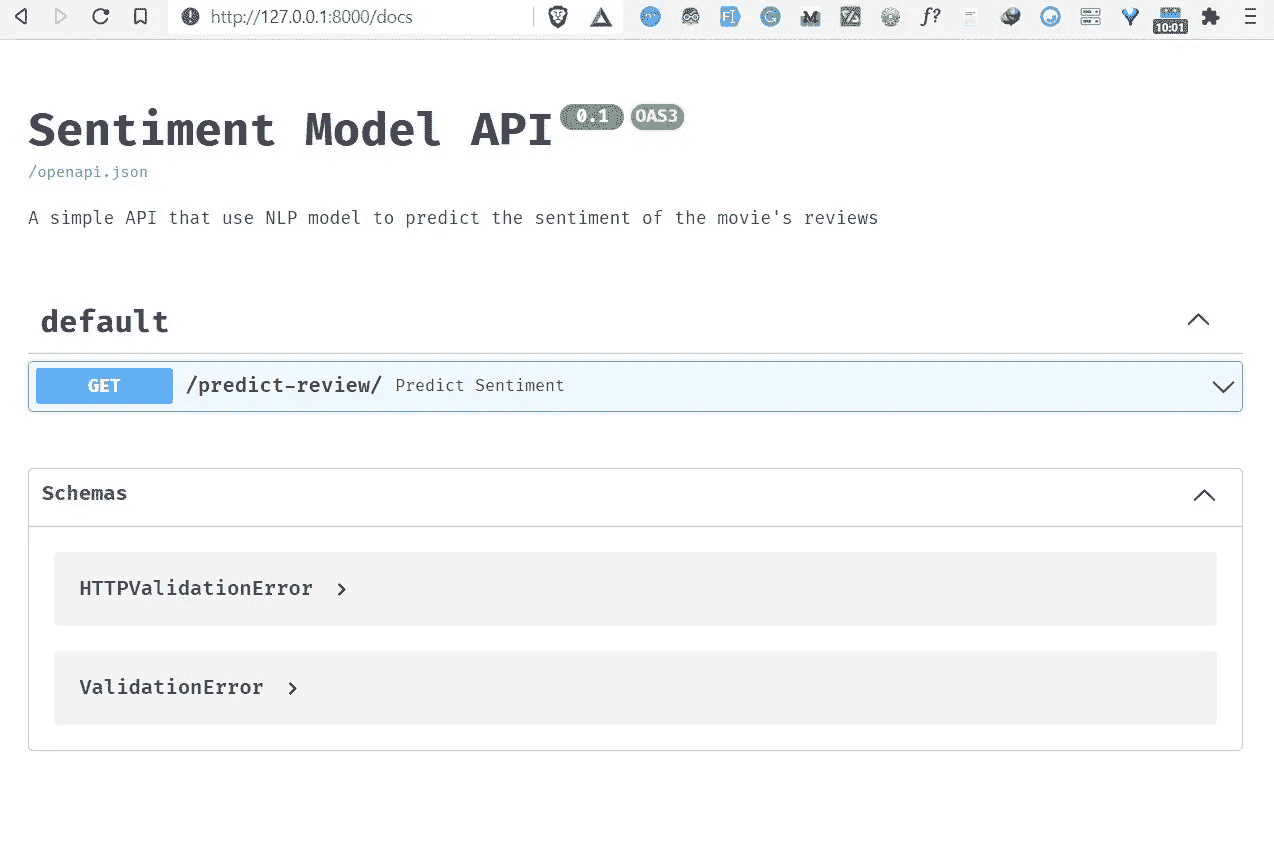 http://127.0.0.1:8000/docs
10:01
Sentiment Model API 0.1 OAS3
/openapi.json
A simple API that use NLP model to predict the sentiment of the movie's reviews
default
GET /predict-review/ Predict Sentiment
Schemas
HTTPValidationError
ValidationError